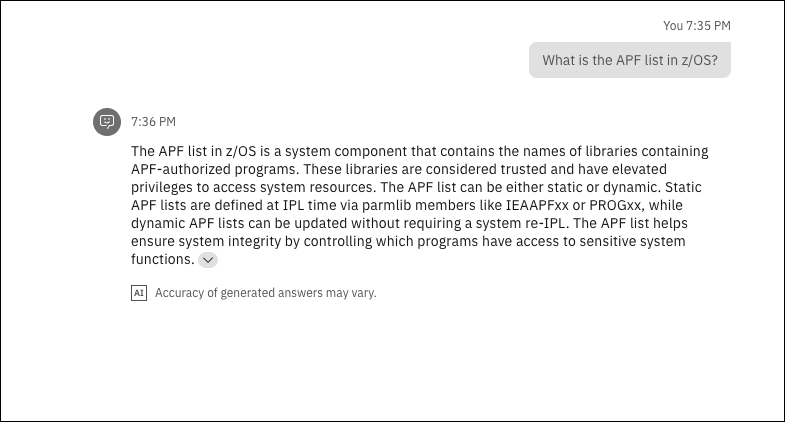 You 7:35 PM
What is the APF list in z/OS?
7:36 PM
The APF list in z/OS is a system component that contains the names of libraries containing
APF-authorized programs. These libraries are considered trusted and have elevated
privileges to access system resources. The APF list can be either static or dynamic. Static
APF lists are defined at IPL time via parmlib members like IEAAPFxx or PROGxx, while
dynamic APF lists can be updated without requiring a system re-IPL. The APF list helps
ensure system integrity by controlling which programs have access to sensitive system
functions.
AI Accuracy of generated answers may vary.